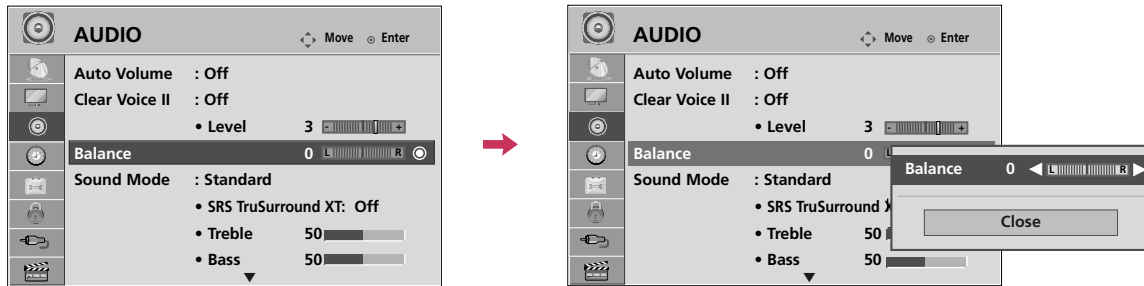 AUDIO Move Enter
Auto Volume : Off
Clear Voice II : Off
• Level 3 - +
Balance 0 L R
Sound Mode : Standard
• SRS TruSurround XT: Off
• Treble 50
• Bass 50
AUDIO Move Enter
Auto Volume : Off
Clear Voice II : Off
• Level 3 - +
Balance 0 L
Sound Mode : Standard
• SRS TruSurround
• Treble 50
• Bass 50
Balance 0 L R
Close